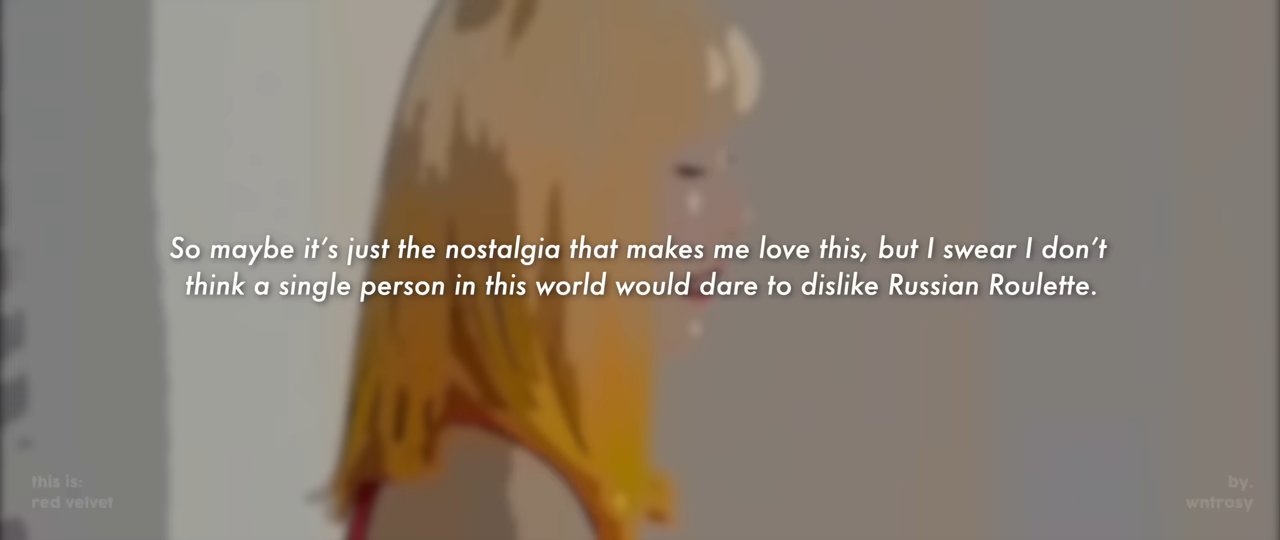 So maybe it’s just the nostalgia that makes me love this, but I swear I don’t
think a single person in this world would dare to dislike Russian Roulette.
this is:
red velvet
by.
wntrosy